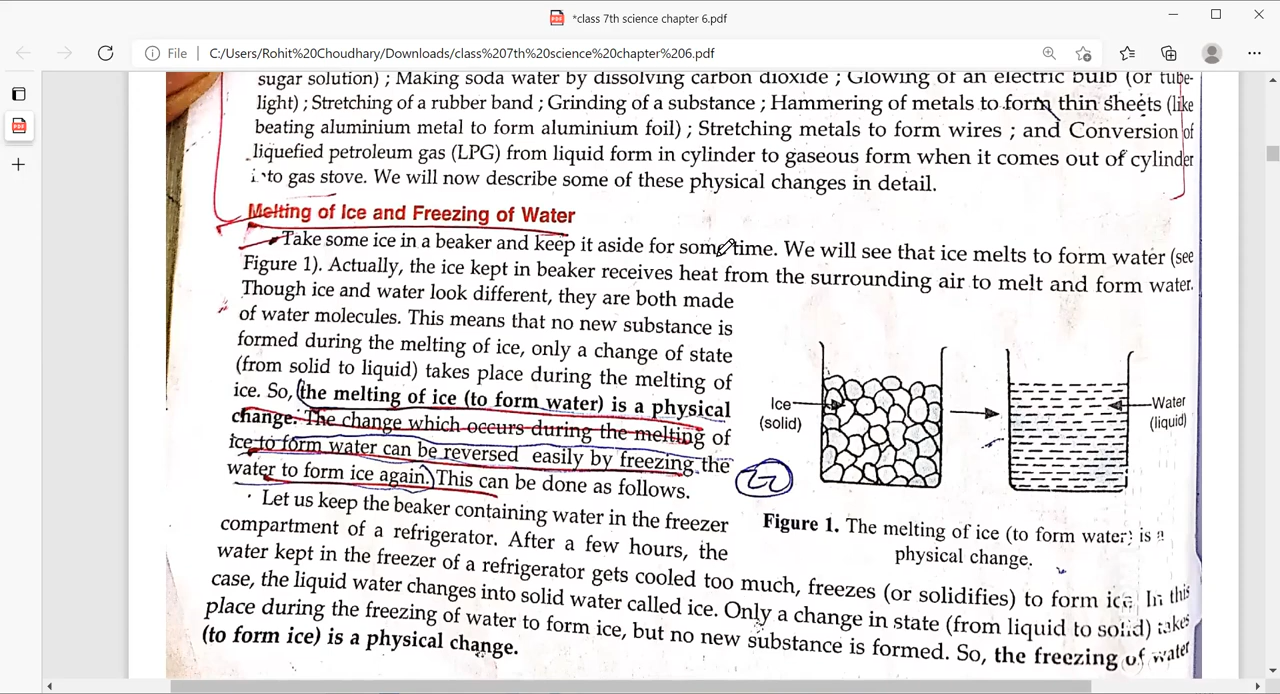 *class 7th science chapter 6.pdf
File C:/Users/Rohit%20Choudhary/Downloads/class%207th%20science%20chapter%206.pdf
sugar solution) ; Making soda water by dissolving carbon dioxide ; Glowing of an electric bulb (or tube-
light) ; Stretching of a rubber band ; Grinding of a substance ; Hammering of metals to form thin sheets (like
beating aluminium metal to form aluminium foil) ; Stretching metals to form wires ; and Conversion of
liquefied petroleum gas (LPG) from liquid form in cylinder to gaseous form when it comes out of cylinder
to gas stove. We will now describe some of these physical changes in detail.
Melting of Ice and Freezing of Water
Take some ice in a beaker and keep it aside for some time. We will see that ice melts to form water (see
Figure 1). Actually, the ice kept in beaker receives heat from the surrounding air to melt and form water.
Though ice and water look different, they are both made
of water molecules. This means that no new substance is
formed during the melting of ice, only a change of state
(from solid to liquid) takes place during the melting of
ice. So, the melting of ice (to form water) is a physical
change. The change which occurs during the melting of
ice to form water can be reversed easily by freezing the
water to form ice again. This can be done as follows.
Let us keep the beaker containing water in the freezer
compartment of a refrigerator. After a few hours, the
water kept in the freezer of a refrigerator gets cooled too much, freezes (or solidifies) to form ice. In this
case, the liquid water changes into solid water called ice. Only a change in state (from liquid to solid) takes
place during the freezing of water to form ice, but no new substance is formed. So, the freezing of water
(to form ice) is a physical change.
Ice
(solid)
Water
(liquid)
Figure 1. The melting of ice (to form water) is a
physical change.